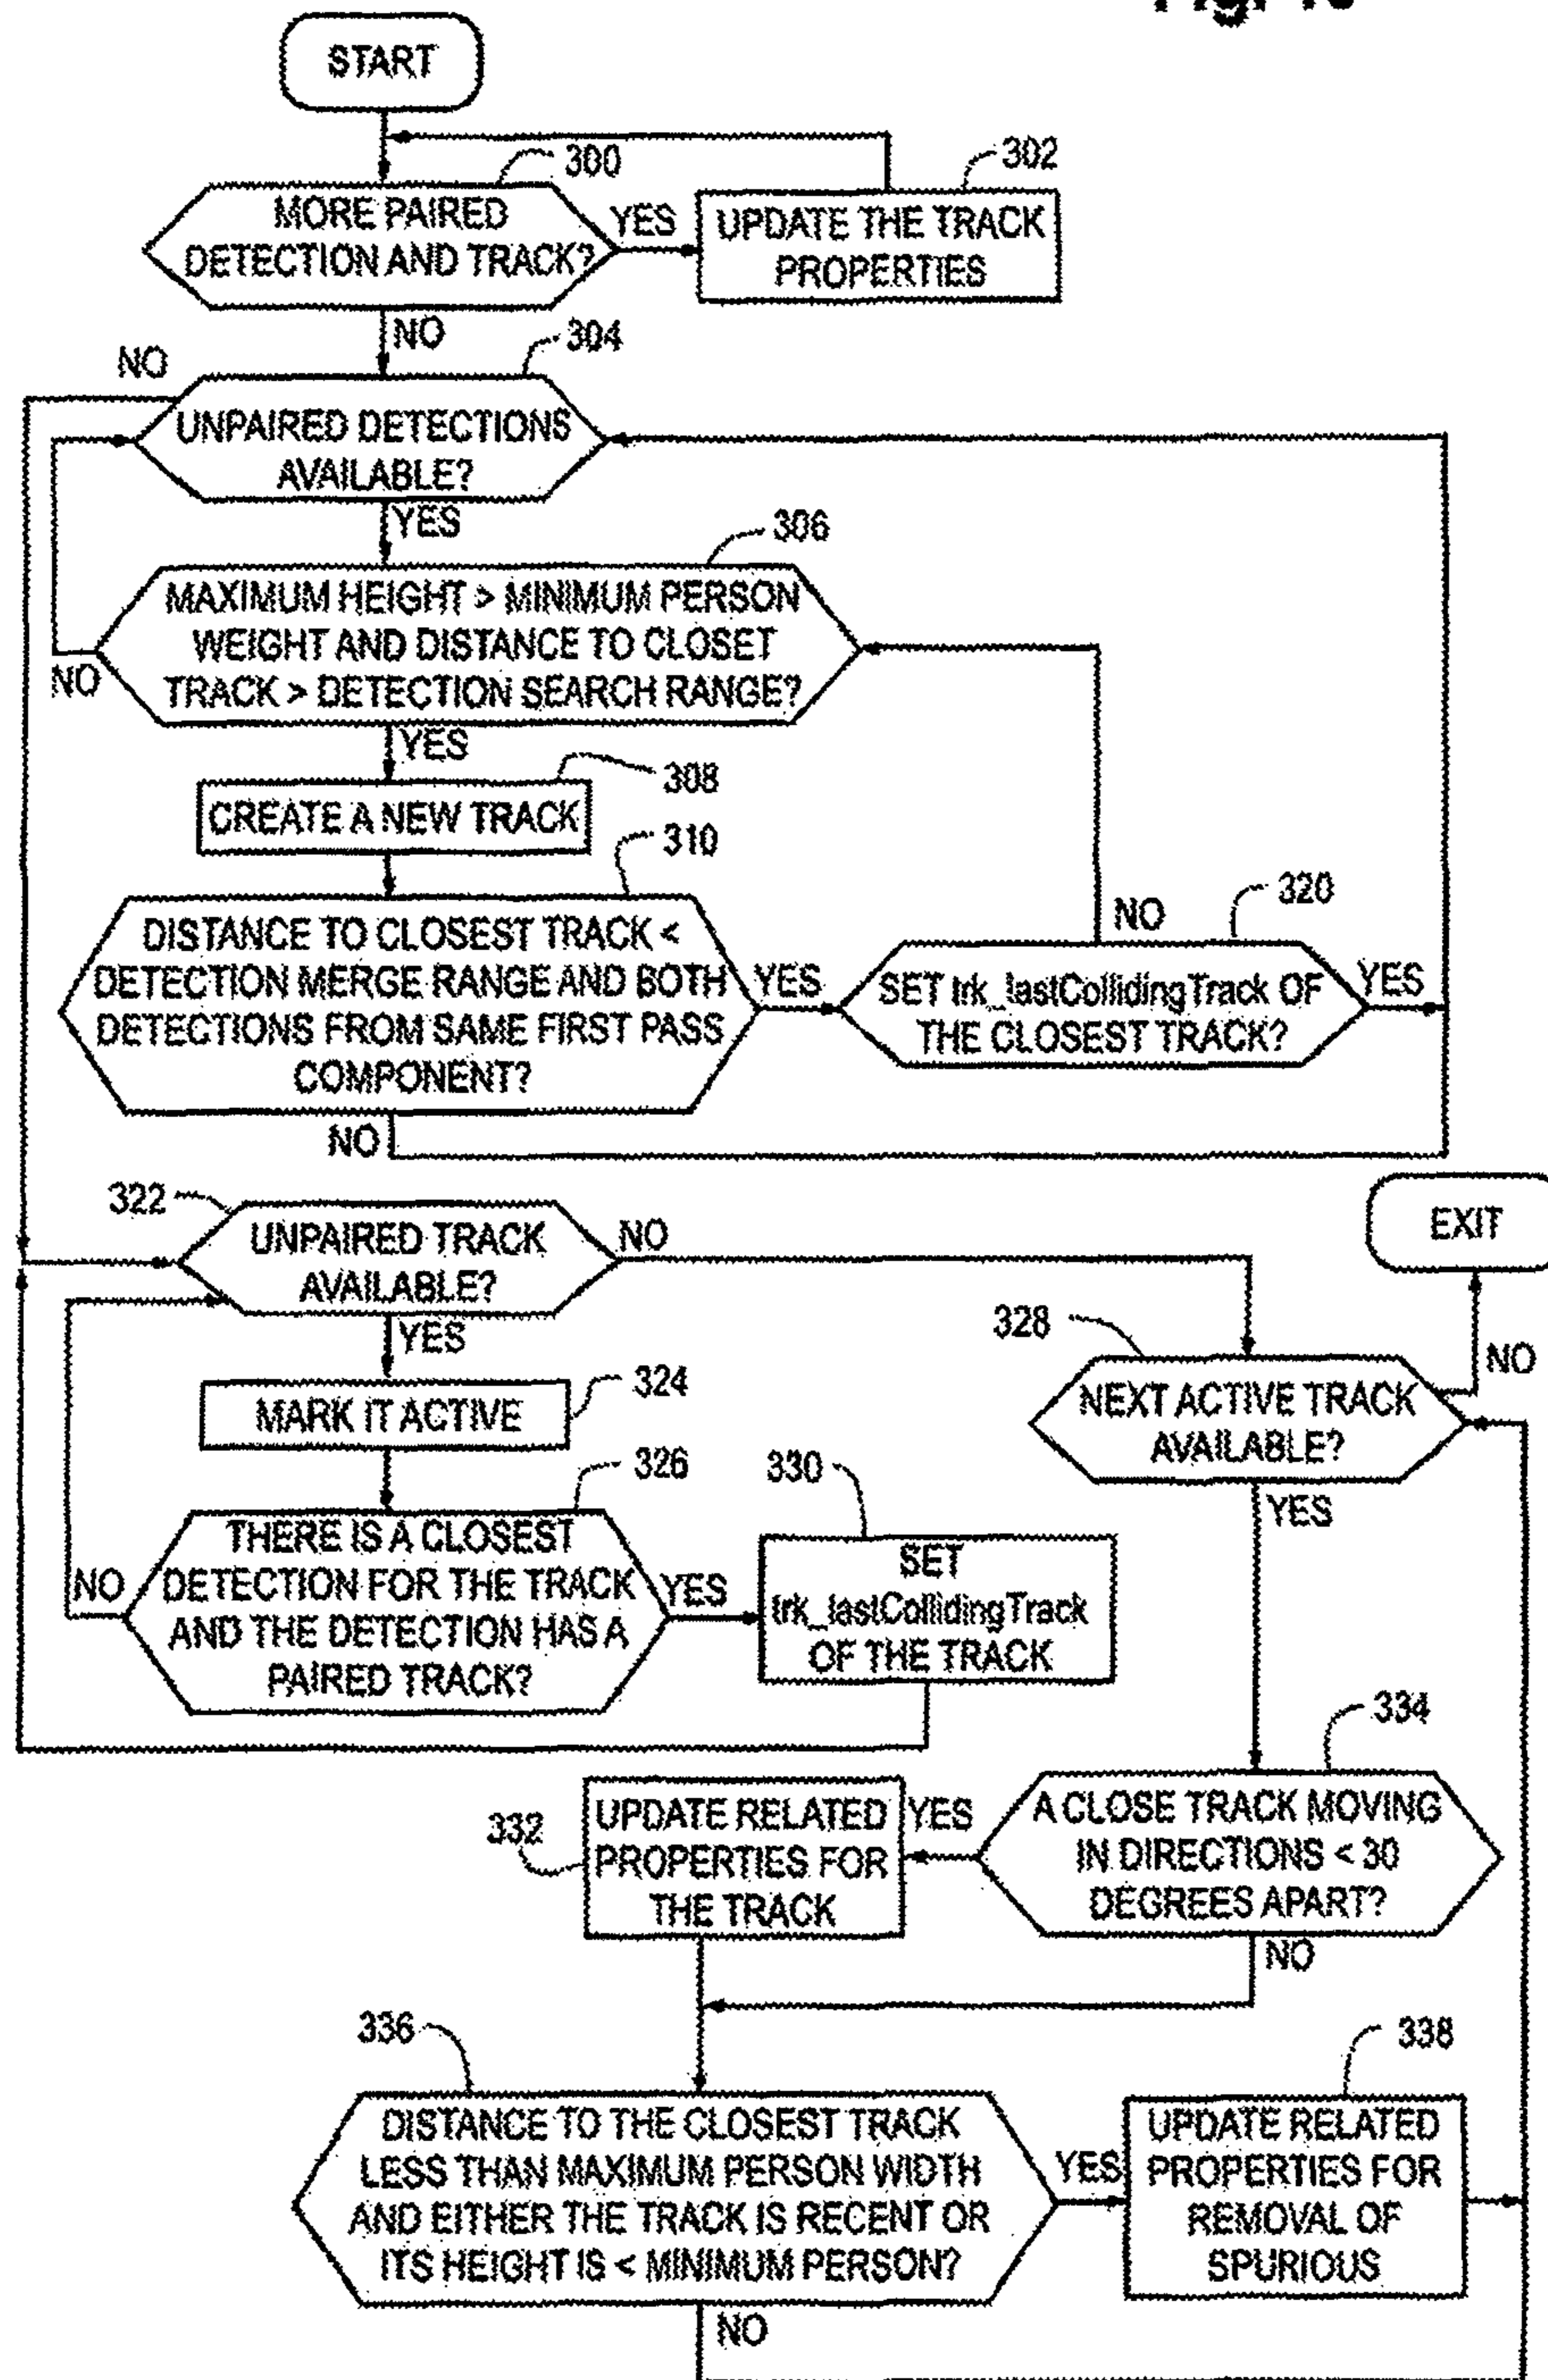 START
300
302
MORE PAIRED
DETECTION AND TRACK?
YES
UPDATE THE TRACK
PROPERTIES
NO
304
NO
UNPAIRED DETECTIONS
AVAILABLE?
YES
306
MAXIMUM HEIGHT > MINIMUM PERSON
WEIGHT AND DISTANCE TO CLOSET
TRACK > DETECTION SEARCH RANGE?
NO
YES
308
CREATE A NEW TRACK
310
DISTANCE TO CLOSEST TRACK <
DETECTION MERGE RANGE AND BOTH
DETECTIONS FROM SAME FIRST PASS
COMPONENT?
YES
NO
320
SET trk_lastCollidingTrack OF
THE CLOSEST TRACK?
YES
NO
322
UNPAIRED TRACK
AVAILABLE?
NO
EXIT
YES
328
NO
324
MARK IT ACTIVE
NEXT ACTIVE TRACK
AVAILABLE?
326
330
YES
THERE IS A CLOSEST
DETECTION FOR THE TRACK
AND THE DETECTION HAS A
PAIRED TRACK?
NO
YES
SET
trk_lastCollidingTrack
OF THE TRACK
334
332
UPDATE RELATED
PROPERTIES FOR
THE TRACK
YES
A CLOSE TRACK MOVING
IN DIRECTIONS < 30
DEGREES APART?
NO
336
338
DISTANCE TO THE CLOSEST TRACK
LESS THAN MAXIMUM PERSON WIDTH
AND EITHER THE TRACK IS RECENT OR
ITS HEIGHT IS < MINIMUM PERSON?
YES
UPDATE RELATED
PROPERTIES FOR
REMOVAL OF
SPURIOUS
NO